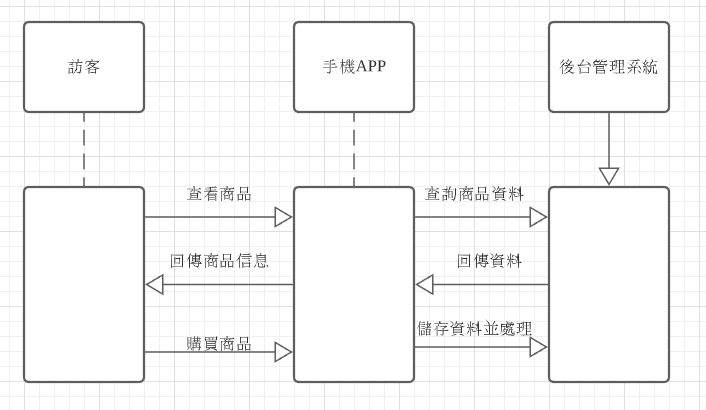 訪客
手機APP
後台管理系統
查看商品
查詢商品資料
回傳商品信息
回傳資料
購買商品
儲存資料並處理